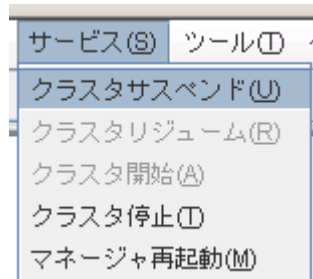 サービス(S) ツール(T)
クラスタサスペンド(U)
クラスタリジューム(R)
クラスタ開始(A)
クラスタ停止(T)
マネージャ再起動(M)